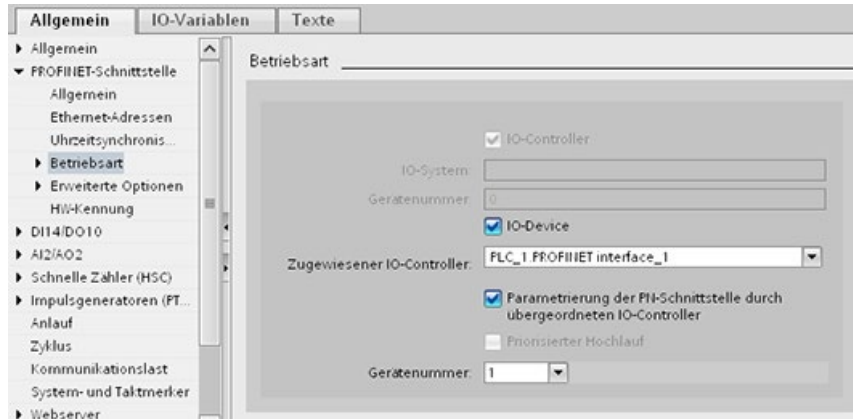 Allgemein IO-Variablen Texte
Allgemein
PROFINET-Schnittstelle
Allgemein
Ethernet-Adressen
Uhrzeitsynchronis...
Betriebsart
Erweiterte Optionen
HW-Kennung
DI14/DO10
AI2/AO2
Schnelle Zähler (HSC)
Impulsgeneratoren (PT...
Anlauf
Zyklus
Kommunikationslast
System- und Taktmerker
Webserver
Betriebsart
IO-Controller
IO-System:
Gerätenummer: 0
IO-Device
Zugewiesener IO-Controller: PLC_1.PROFINET interface_1
Parametrierung der PN-Schnittstelle durch
übergeordneten IO-Controller
Priorisierter Hochlauf
Gerätenummer: 1